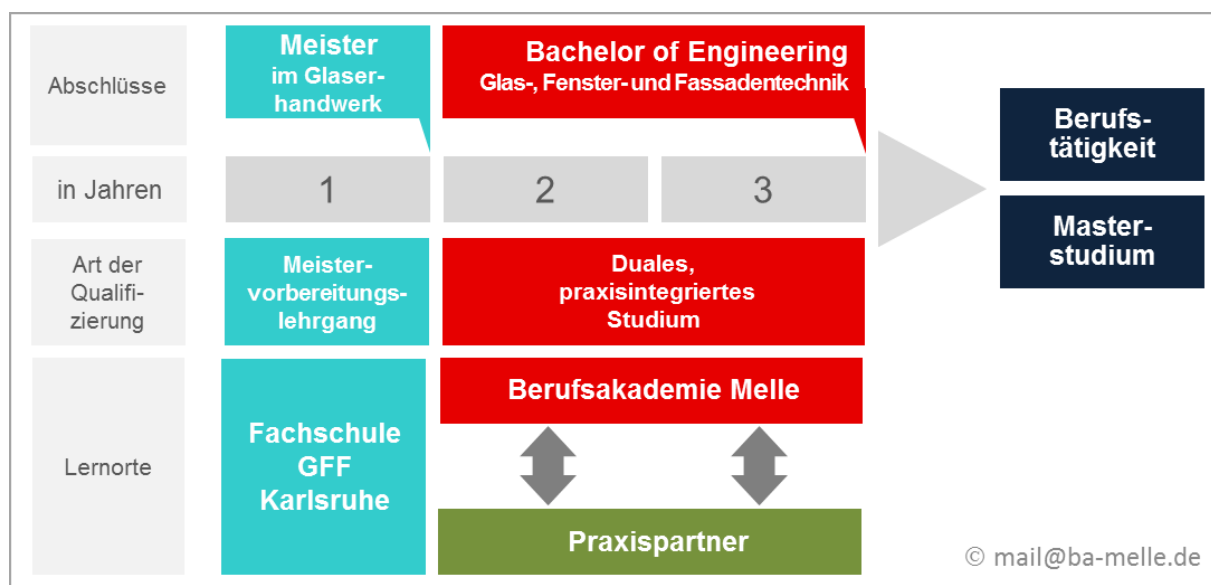 Abschlüsse
Meister
im Glaser-
handwerk
Bachelor of Engineering
Glas-, Fenster- und Fassadentechnik
in Jahren
1
2
3
Berufs-
tätigkeit
Master-
studium
Art der
Qualifi-
zierung
Meister-
vorbereitungs-
lehrgang
Duales,
praxisintegriertes
Studium
Lernorte
Fachschule
GFF
Karlsruhe
Berufsakademie Melle
Praxispartner
© mail@ba-melle.de